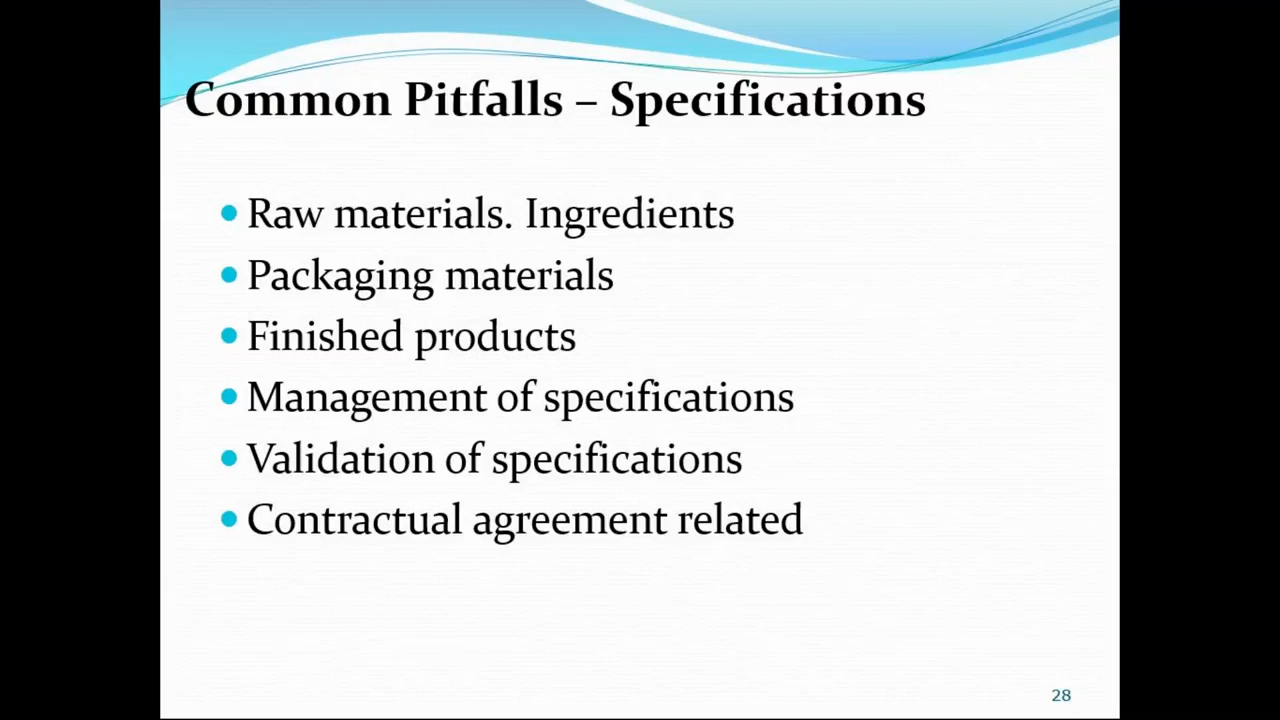 Common Pitfalls – Specifications
• Raw materials. Ingredients
• Packaging materials
• Finished products
• Management of specifications
• Validation of specifications
• Contractual agreement related
28